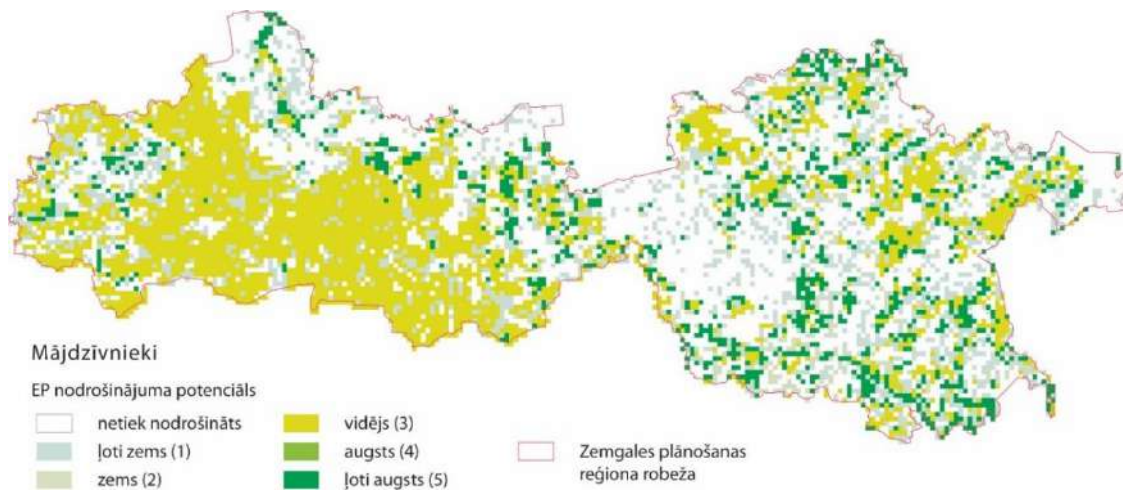 Mājdzīvnieki
EP nodrošinājuma potenciāls
netiek nodrošināts
ļoti zems (1)
zems (2)
vidējs (3)
augsts (4)
ļoti augsts (5)
Zemgales plānošanas
reģiona robeža